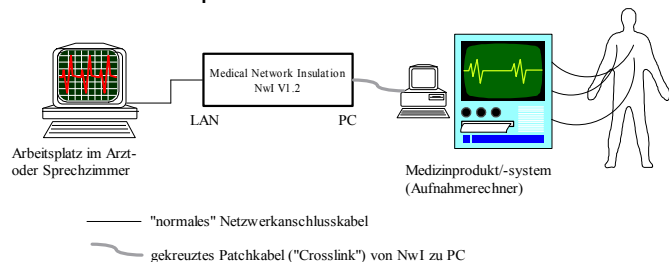 Medical Network Insulation
NwI V1.2
LAN
PC
Arbeitsplatz im Arzt-
oder Sprechzimmer
Medizinprodukt/-system
(Aufnahmerechner)
"normales" Netzwerkanschlusskabel
gekreuztes Patchkabel ("Crosslink") von NwI zu PC